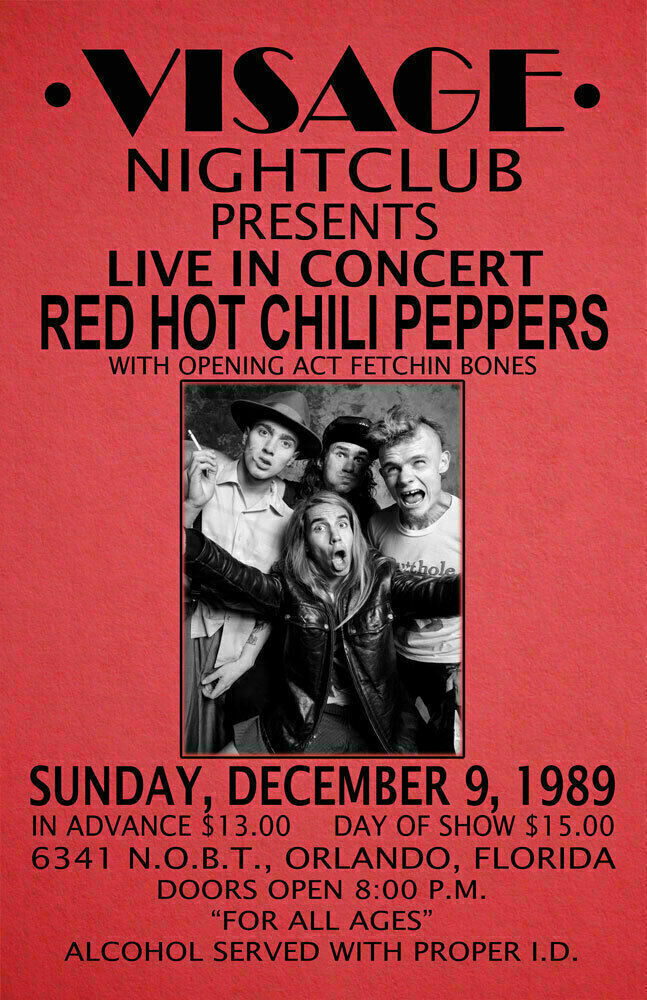 •VISAGE•
NIGHTCLUB
PRESENTS
LIVE IN CONCERT
RED HOT CHILI PEPPERS
WITH OPENING ACT FETCHIN BONES
SUNDAY, DECEMBER 9, 1989
IN ADVANCE $13.00 DAY OF SHOW $15.00
6341 N.O.B.T., ORLANDO, FLORIDA
DOORS OPEN 8:00 P.M.
“FOR ALL AGES”
ALCOHOL SERVED WITH PROPER I.D.